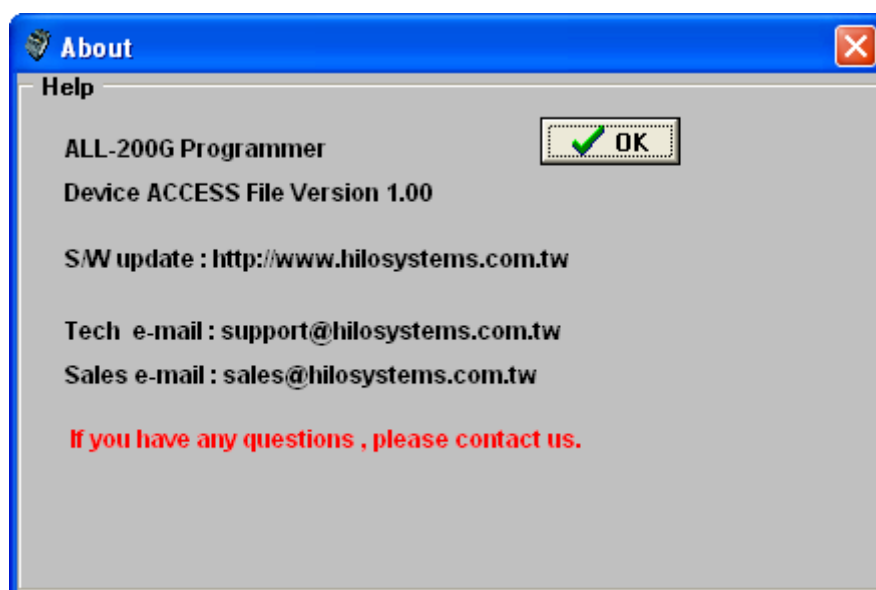 About
Help
ALL-200G Programmer
OK
Device ACCESS File Version 1.00
S/W update : http://www.hilosystems.com.tw
Tech e-mail : support@hilosystems.com.tw
Sales e-mail : sales@hilosystems.com.tw
If you have any questions , please contact us.